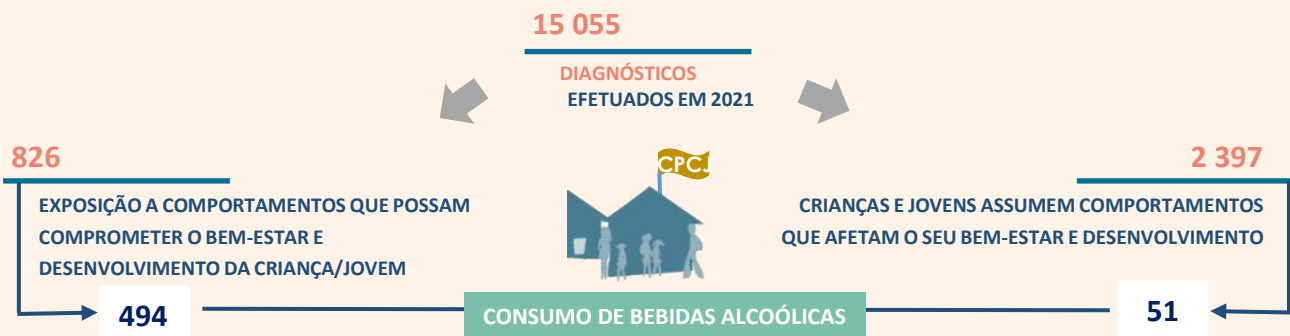 15 055
DIAGNÓSTICOS
EFETUADOS EM 2021
826
EXPOSIÇÃO A COMPORTAMENTOS QUE POSSAM
COMPROMETER O BEM-ESTAR E
DESENVOLVIMENTO DA CRIANÇA/JOVEM
494
CPCJ
2 397
CRIANÇAS E JOVENS ASSUMEM COMPORTAMENTOS
QUE AFETAM O SEU BEM-ESTAR E DESENVOLVIMENTO
51
CONSUMO DE BEBIDAS ALCOÓLICAS